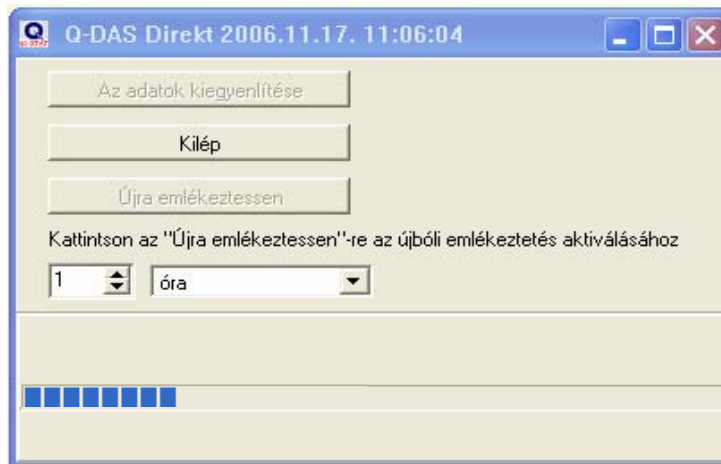 Q-DAS Direkt 2006.11.17. 11:06:04
Az adatok kiegyenlítése
Kilép
Újra emlékeztessen
Kattintson az "Újra emlékeztessen"-re az újbóli emlékeztetés aktiválásához
1 óra